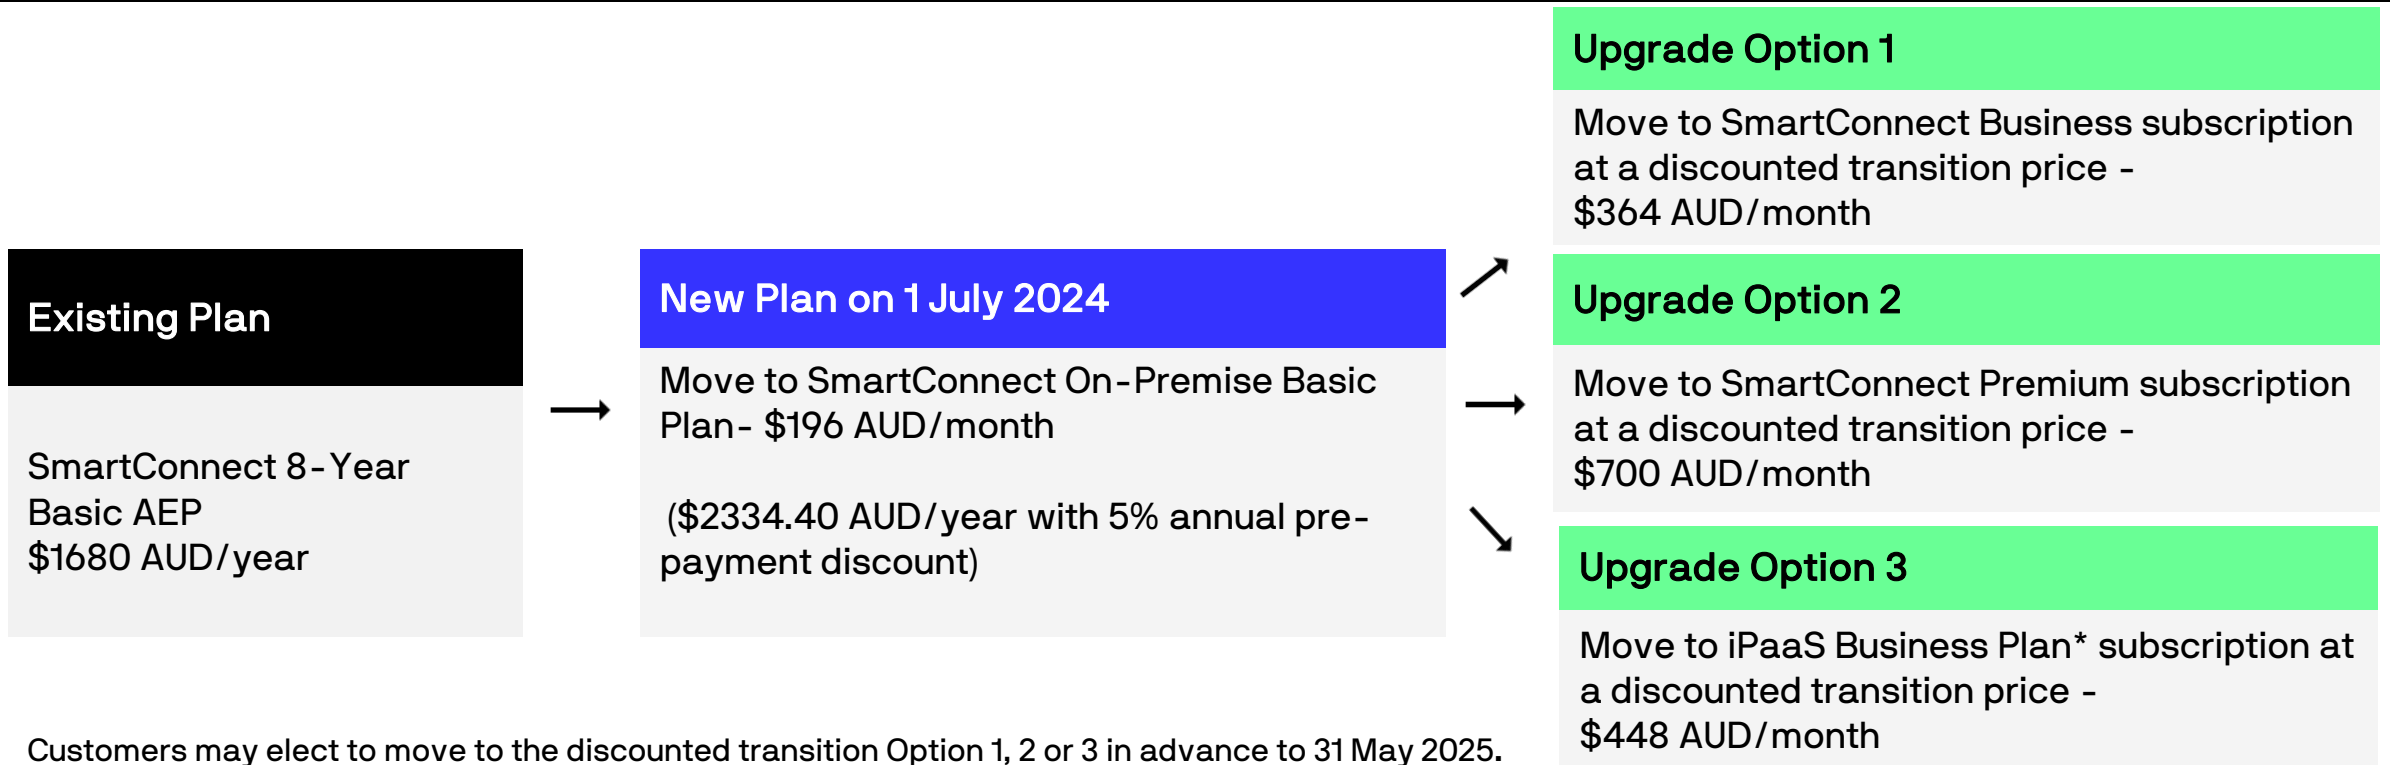 Existing Plan
SmartConnect 8-Year
Basic AEP
$1680 AUD/year
New Plan on 1 July 2024
Move to SmartConnect On-Premise Basic
Plan- $196 AUD/month
($2334.40 AUD/year with 5% annual pre-
payment discount)
Upgrade Option 1
Move to SmartConnect Business subscription
at a discounted transition price -
$364 AUD/month
Upgrade Option 2
Move to SmartConnect Premium subscription
at a discounted transition price -
$700 AUD/month
Upgrade Option 3
Move to iPaaS Business Plan* subscription at
a discounted transition price -
$448 AUD/month
Customers may elect to move to the discounted transition Option 1, 2 or 3 in advance to 31 May 2025.